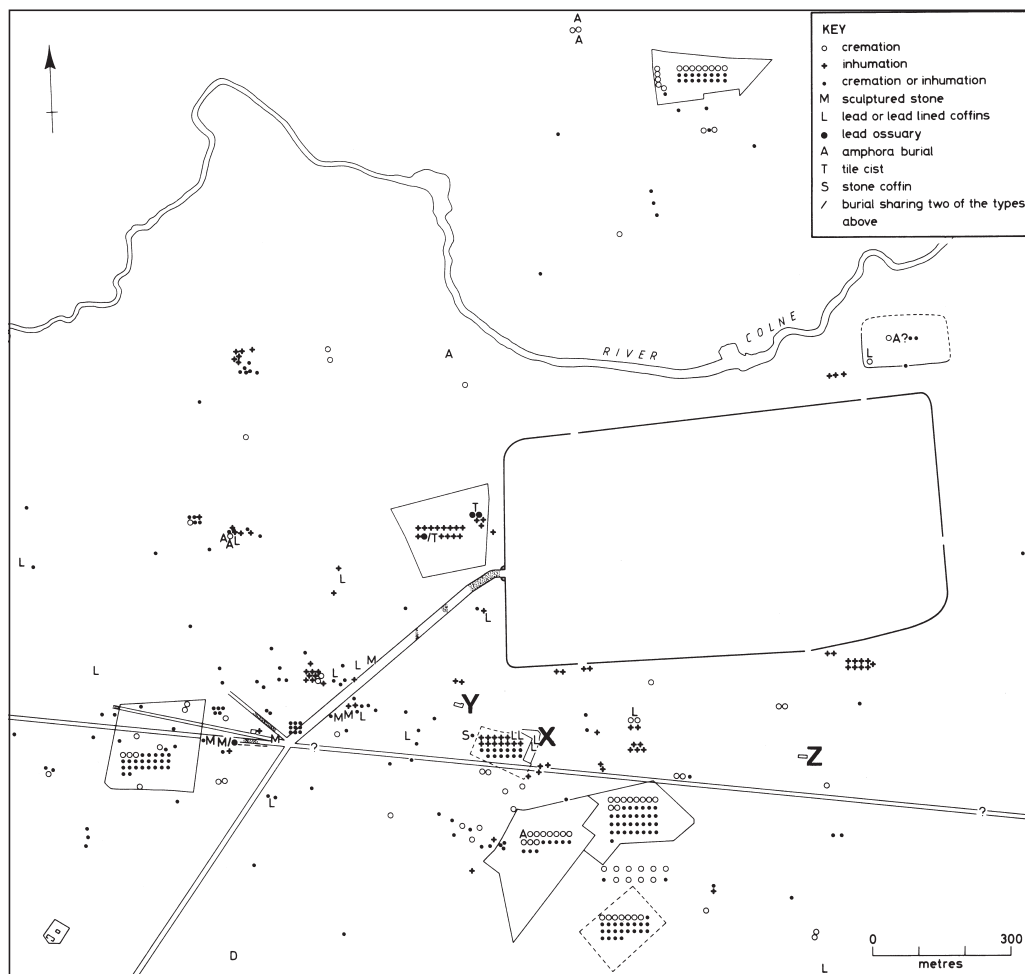 A
A
KEY
○ cremation
+ inhumation
• cremation or inhumation
M sculptured stone
L lead or lead lined coffins
● lead ossuary
A amphora burial
T tile cist
S stone coffin
/ burial sharing two of the types
above
RIVER COLNE
A
A?
L
T
/T
A
A
L
L
L
L
L
M
L
L
Y
M M L
M M/
M
?
L
S
L L
L
L
X
L
Z
L
?
A
D
L
0 300
metres